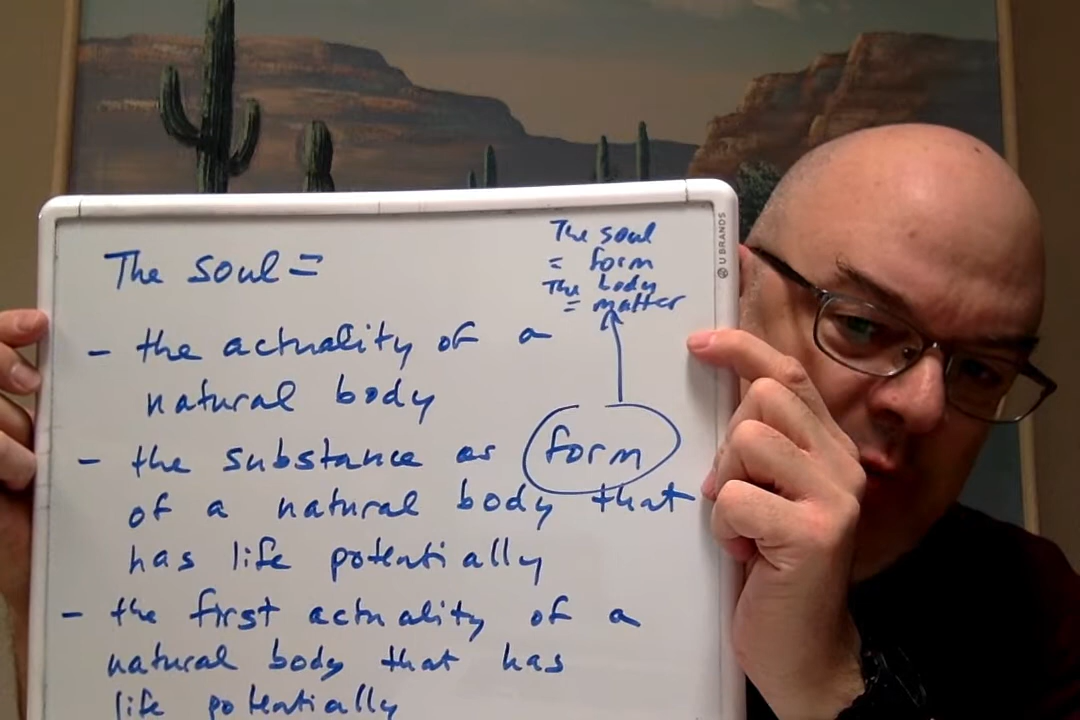 The soul =
- the actuality of a
natural body
- the substance as form
of a natural body that
has life potentially
- the first actuality of a
natural body that has
life potentially
The soul
= form
The body
= matter
U BRANDS